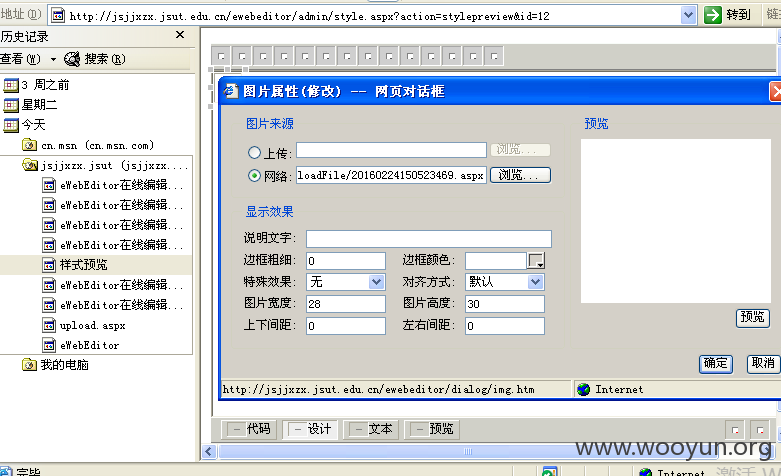 地址(D) http://jsjjxzx.jsut.edu.cn/ewebeditor/admin/style.aspx?action=stylepreview&id=12 转到
历史记录
查看(W) 搜索(R)
3 周之前
星期二
今天
cn.msn (cn.msn.com)
jsjjxzx.jsut (jsjjxzx....
eWebEditor在线编辑...
eWebEditor在线编辑...
eWebEditor在线编辑...
eWebEditor在线编辑...
样式预览
eWebEditor在线编辑...
eWebEditor在线编辑...
upload.aspx
eWebEditor
我的电脑
图片属性(修改) -- 网页对话框
图片来源
上传: 浏览...
网络: loadFile/20160224150523469.aspx 浏览...
显示效果
说明文字:
边框粗细: 0 边框颜色:
特殊效果: 无 对齐方式: 默认
图片宽度: 28 图片高度: 30
上下间距: 0 左右间距: 0
预览
预览
确定 取消
http://jsjjxzx.jsut.edu.cn/ewebeditor/dialog/img.htm Internet
代码 设计 文本 预览
www.wooyun.org
完毕 Internet 激活